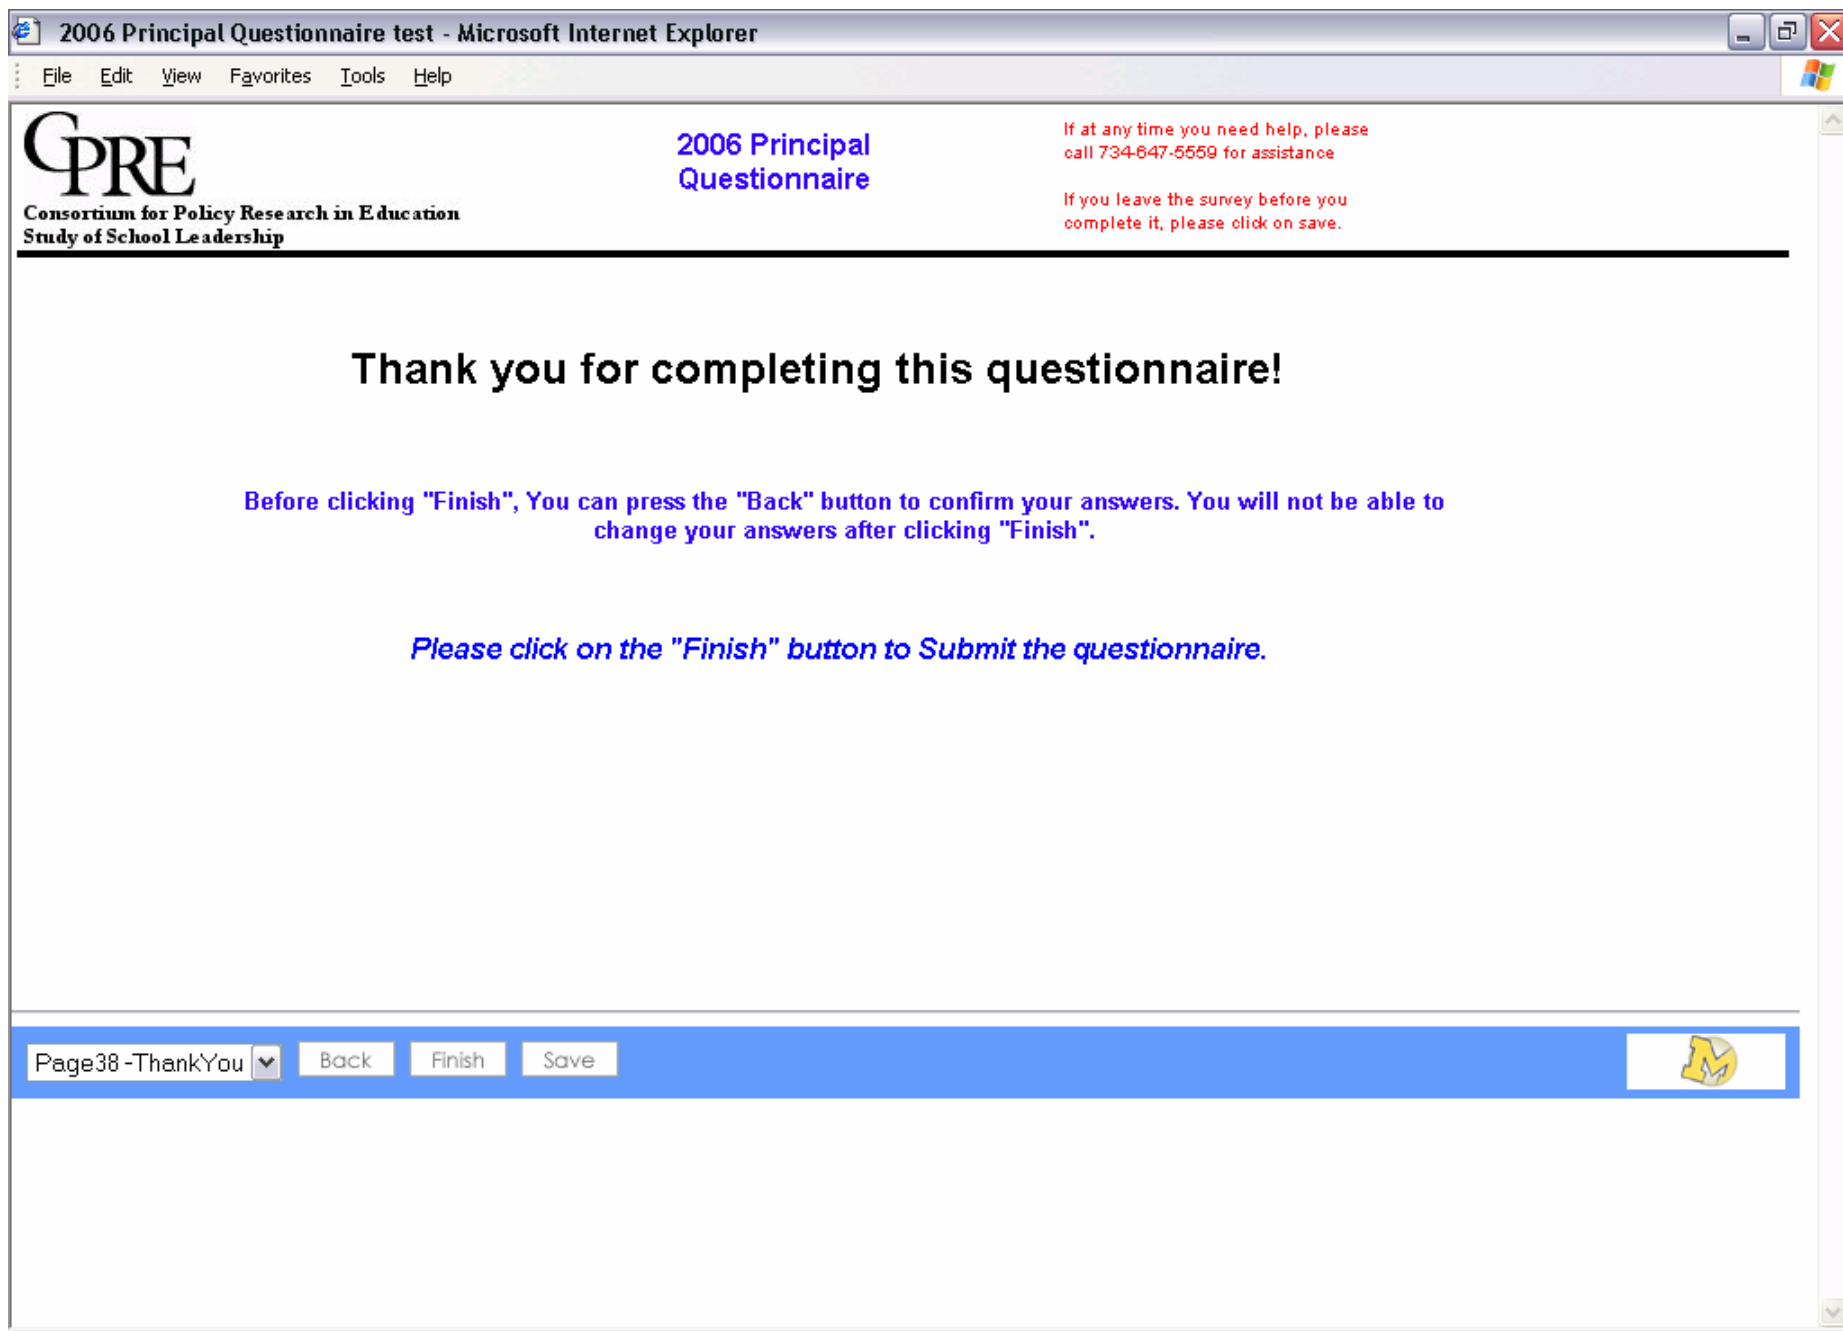 2006 Principal Questionnaire test - Microsoft Internet Explorer
File Edit View Favorites Tools Help
CPRE
Consortium for Policy Research in Education
Study of School Leadership
2006 Principal
Questionnaire
If at any time you need help, please
call 734-647-5559 for assistance
If you leave the survey before you
complete it, please click on save.
Thank you for completing this questionnaire!
Before clicking "Finish", You can press the "Back" button to confirm your answers. You will not be able to
change your answers after clicking "Finish".
Please click on the "Finish" button to Submit the questionnaire.
Page38-ThankYou Back Finish Save
M